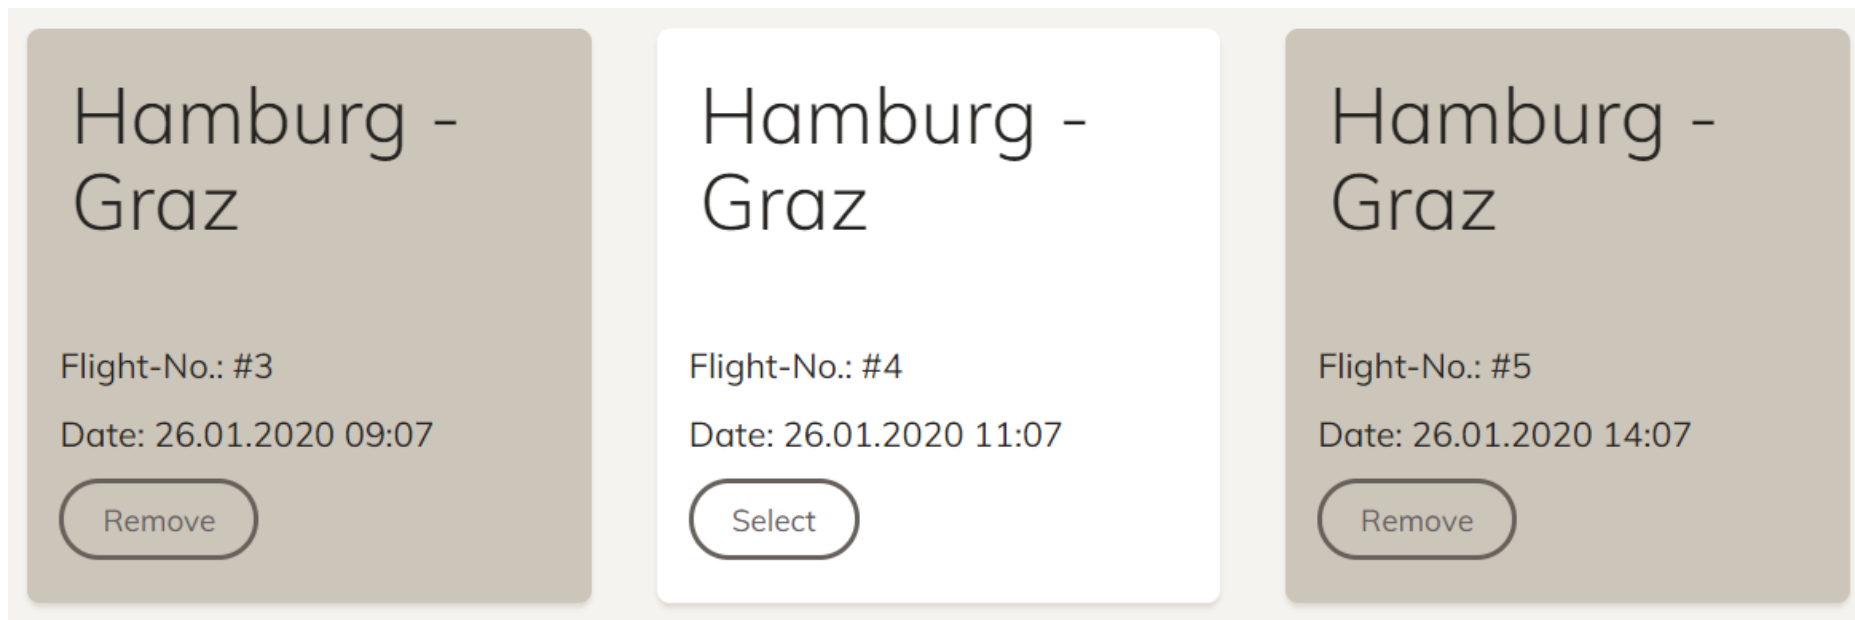 Hamburg -
Graz
Flight-No.: #3
Date: 26.01.2020 09:07
Remove
Hamburg -
Graz
Flight-No.: #4
Date: 26.01.2020 11:07
Select
Hamburg -
Graz
Flight-No.: #5
Date: 26.01.2020 14:07
Remove